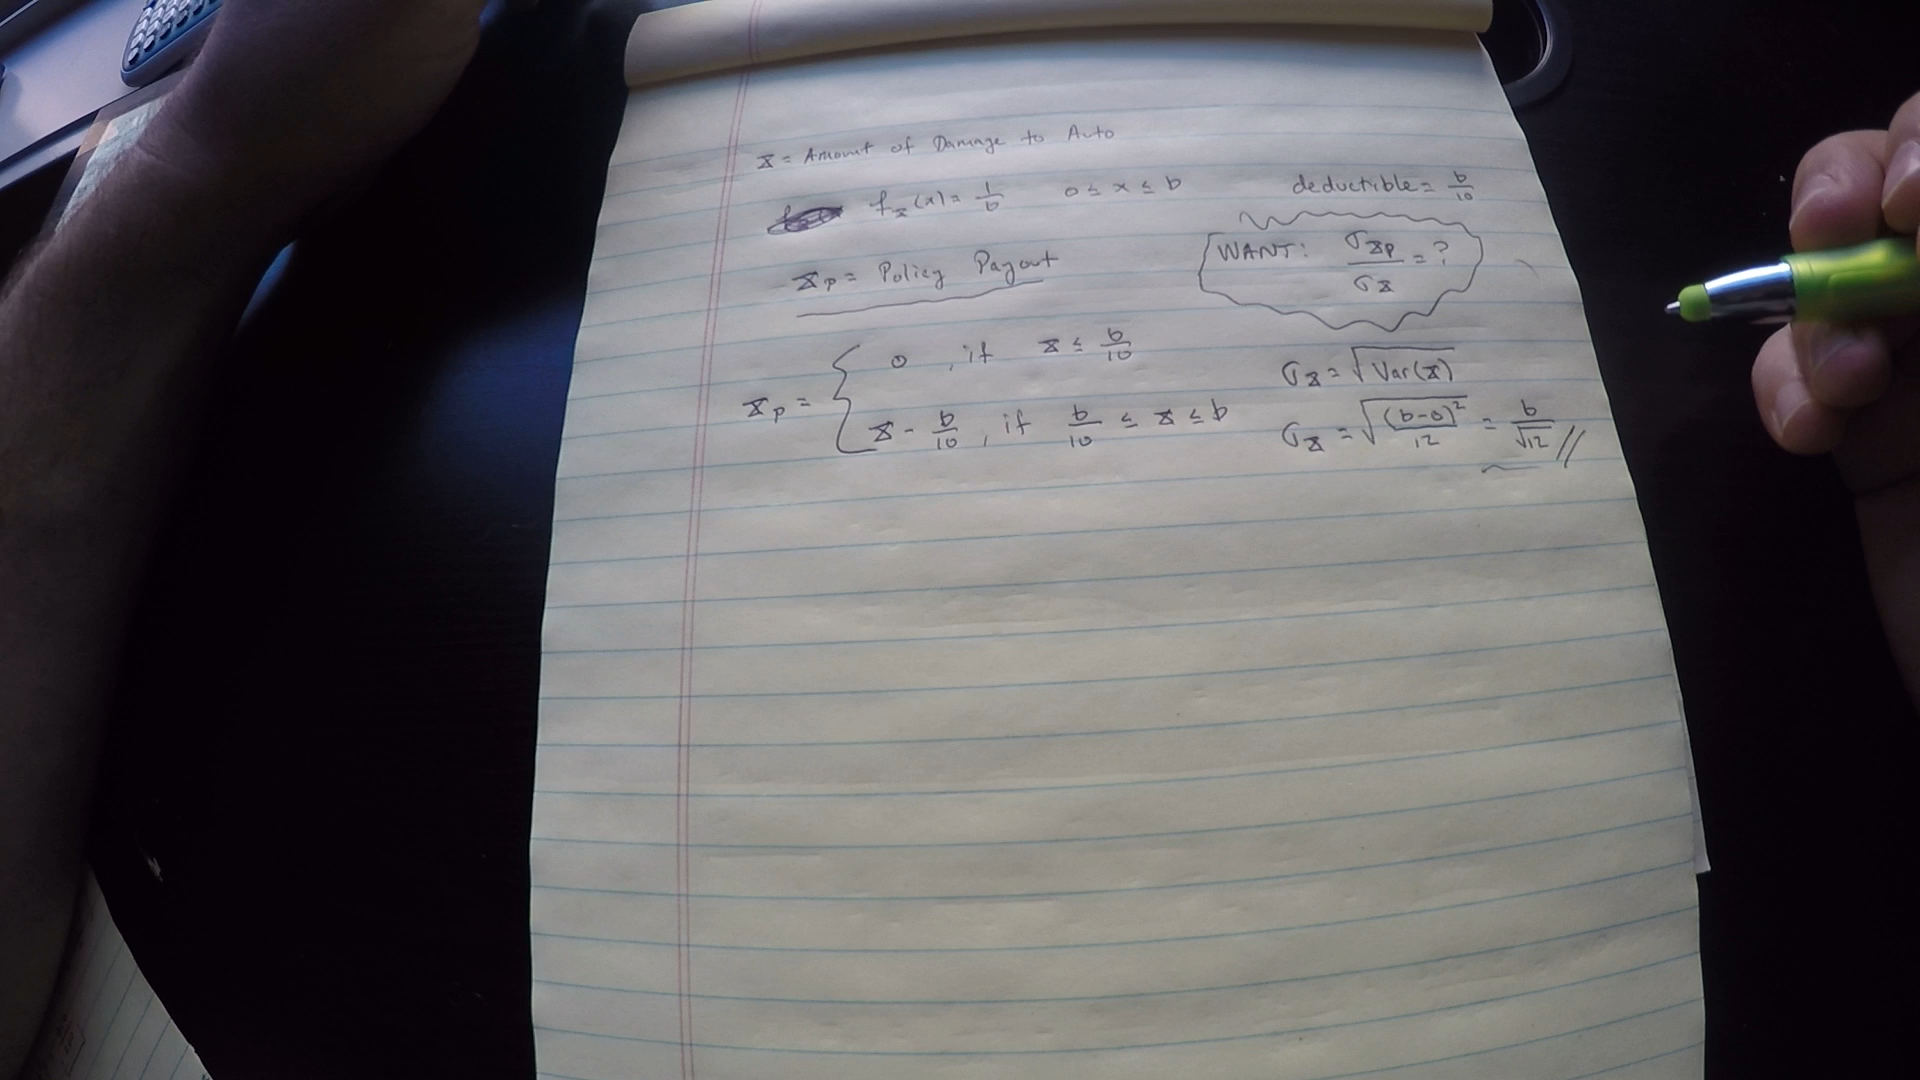 X = Amount of Damage to Auto
f_X(x) = 1/b   0 ≤ x ≤ b   deductible = b/10
X_P = Policy Payout   WANT: σ_X_P / σ_X = ?
X_P = { 0 , if X ≤ b/10
X - b/10 , if b/10 ≤ X ≤ b
σ_X = √Var(X)
σ_X = √((b-0)²/12) = b/√12 //